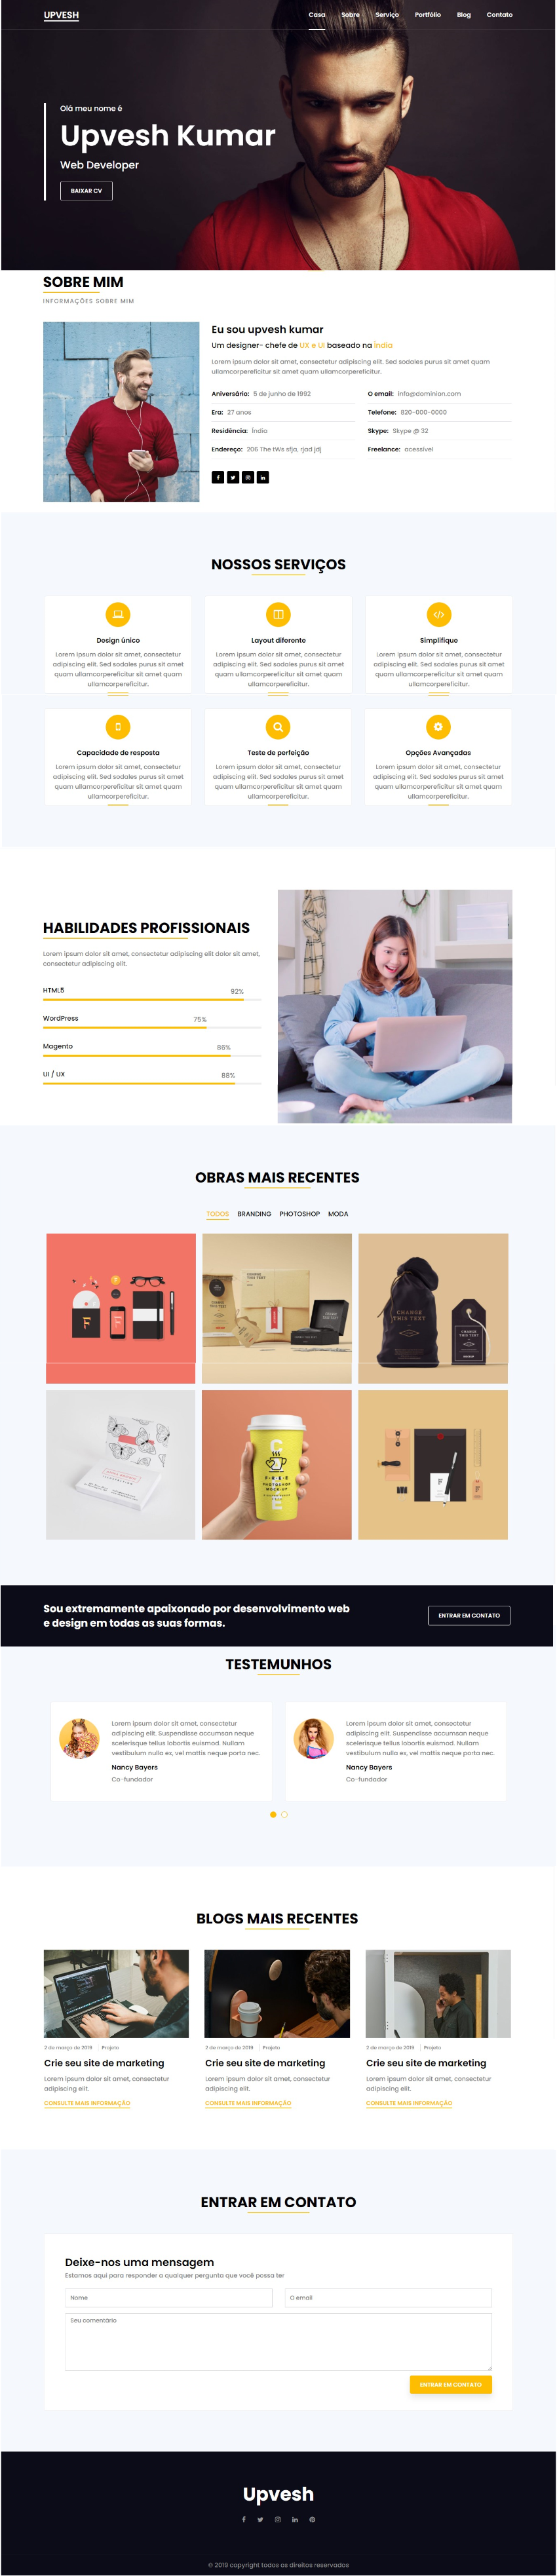 UPVESH
Casa Sobre Serviço Portfólio Blog Contato
Olá meu nome é
Upvesh Kumar
Web Developer
BAIXAR CV
SOBRE MIM
INFORMAÇÕES SOBRE MIM
Eu sou upvesh kumar
Um designer- chefe de UX e UI baseado na Índia
Lorem ipsum dolor sit amet, consectetur adipiscing elit. Sed sodales purus sit amet quam
ullamcorpereficitur sit amet quam ullamcorpereficitur.
Aniversário: 5 de junho de 1992
O email: info@dominion.com
Era: 27 anos
Telefone: 820-000-0000
Residência: Índia
Skype: Skype @ 32
Endereço: 206 The tWs sfja, rjad jdj
Freelance: acessível
NOSSOS SERVIÇOS
Design único
Lorem ipsum dolor sit amet, consectetur
adipiscing elit. Sed sodales purus sit amet
quam ullamcorpereficitur sit amet quam
ullamcorpereficitur.
Layout diferente
Lorem ipsum dolor sit amet, consectetur
adipiscing elit. Sed sodales purus sit amet
quam ullamcorpereficitur sit amet quam
ullamcorpereficitur.
Simplifique
Lorem ipsum dolor sit amet, consectetur
adipiscing elit. Sed sodales purus sit amet
quam ullamcorpereficitur sit amet quam
ullamcorpereficitur.
Capacidade de resposta
Lorem ipsum dolor sit amet, consectetur
adipiscing elit. Sed sodales purus sit amet
quam ullamcorpereficitur sit amet quam
ullamcorpereficitur.
Teste de perfeição
Lorem ipsum dolor sit amet, consectetur
adipiscing elit. Sed sodales purus sit amet
quam ullamcorpereficitur sit amet quam
ullamcorpereficitur.
Opções Avançadas
Lorem ipsum dolor sit amet, consectetur
adipiscing elit. Sed sodales purus sit amet
quam ullamcorpereficitur sit amet quam
ullamcorpereficitur.
HABILIDADES PROFISSIONAIS
Lorem ipsum dolor sit amet, consectetur adipiscing elit dolor sit amet,
consectetur adipiscing elit.
HTML5 92%
WordPress 75%
Magento 86%
UI / UX 88%
OBRAS MAIS RECENTES
TODOS BRANDING PHOTOSHOP MODA
F
CHANGE
THIS TEXT
CHANGE
THIS TEXT
CHANGE
THIS TEXT
FREE
Sou extremamente apaixonado por desenvolvimento web
e design em todas as suas formas.
ENTRAR EM CONTATO
TESTEMUNHOS
Lorem ipsum dolor sit amet, consectetur
adipiscing elit. Suspendisse accumsan neque
scelerisque tellus lobortis euismod. Nullam
vestibulum nulla ex, vel mattis neque porta nec.
Nancy Bayers
Co-fundador
Lorem ipsum dolor sit amet, consectetur
adipiscing elit. Suspendisse accumsan neque
scelerisque tellus lobortis euismod. Nullam
vestibulum nulla ex, vel mattis neque porta nec.
Nancy Bayers
Co-fundador
BLOGS MAIS RECENTES
2 de março de 2019 Projeto
Crie seu site de marketing
Lorem ipsum dolor sit amet, consectetur
adipiscing elit.
CONSULTE MAIS INFORMAÇÃO
2 de março de 2019 Projeto
Crie seu site de marketing
Lorem ipsum dolor sit amet, consectetur
adipiscing elit.
CONSULTE MAIS INFORMAÇÃO
2 de março de 2019 Projeto
Crie seu site de marketing
Lorem ipsum dolor sit amet, consectetur
adipiscing elit.
CONSULTE MAIS INFORMAÇÃO
ENTRAR EM CONTATO
Deixe-nos uma mensagem
Estamos aqui para responder a qualquer pergunta que você possa ter
Nome
O email
Seu comentário
ENTRAR EM CONTATO
Upvesh
© 2019 copyright todos os direitos reservados